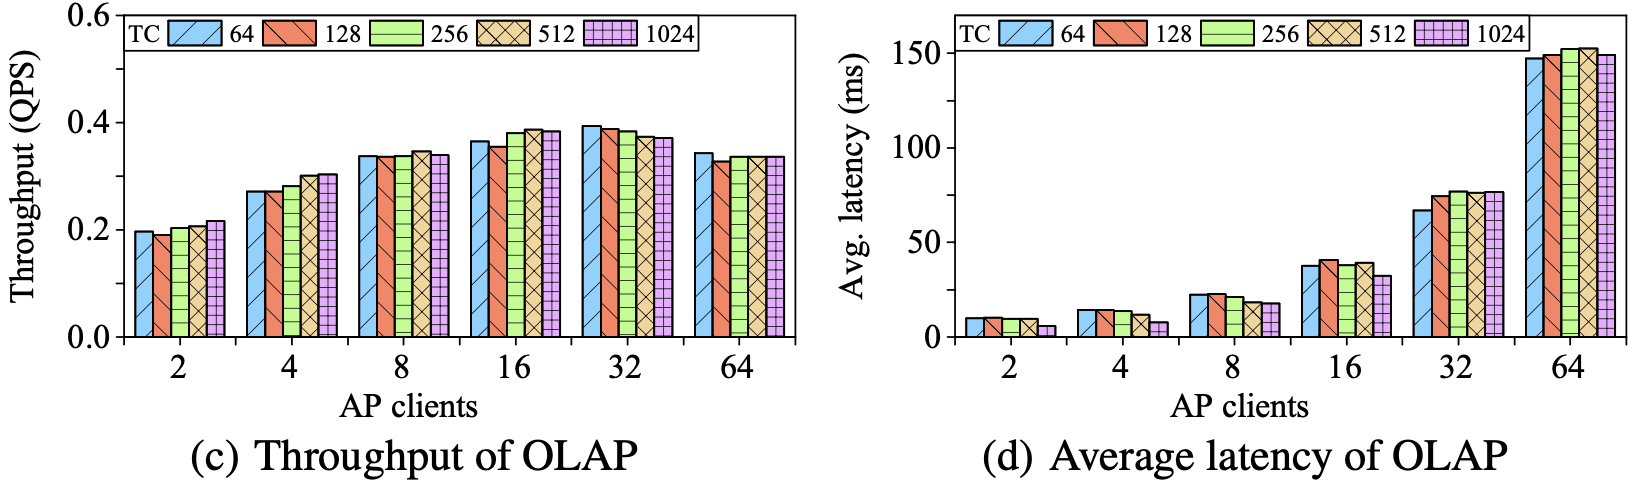 TC 64 128 256 512 1024
0.6
0.4
0.2
0.0
Throughput (QPS)
2 4 8 16 32 64
AP clients
(c) Throughput of OLAP
TC 64 128 256 512 1024
150
100
50
0
Avg. latency (ms)
2 4 8 16 32 64
AP clients
(d) Average latency of OLAP